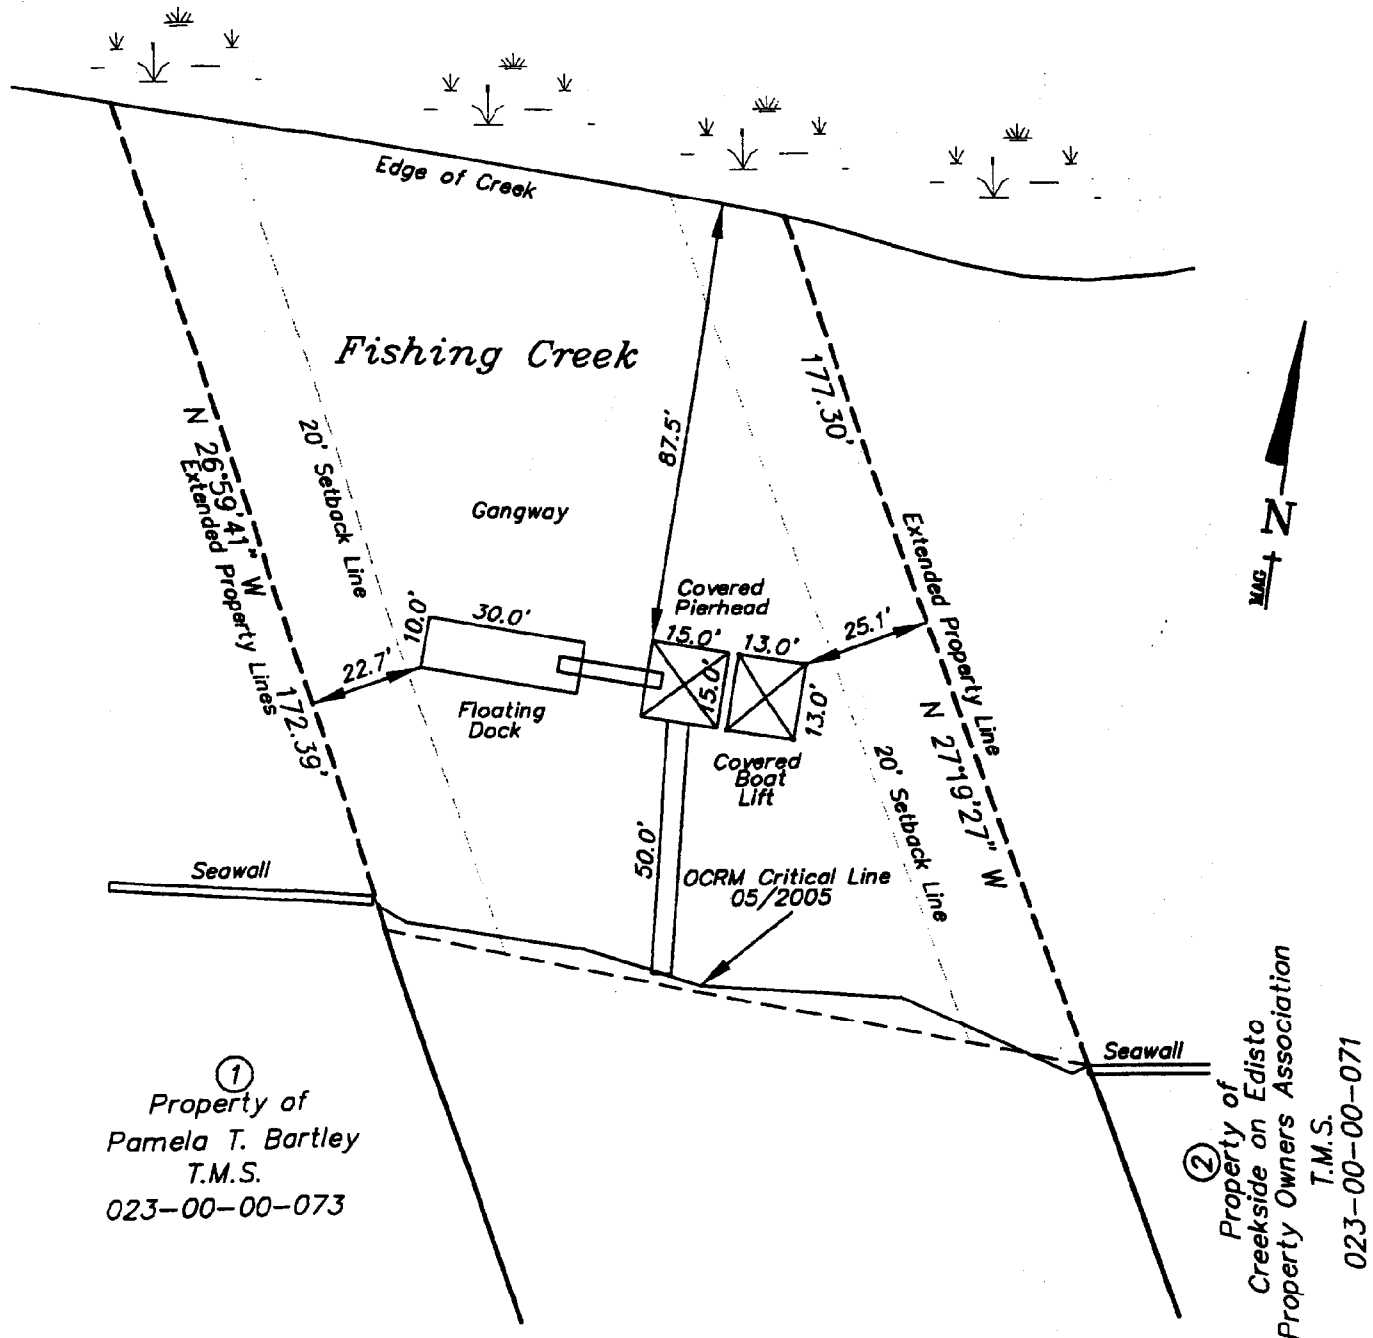 Edge of Creek
Fishing Creek
177.30'
87.5'
N 26°59'41" W
Extended Property Lines
172.39'
20' Setback Line
Gangway
Extended Property Line
N 27°19'27" W
MAG + N
Covered
Pierhead
10.0'
30.0'
15.0'
15.0'
13.0'
13.0'
25.1'
22.7'
Floating
Dock
Covered
Boat
Lift
20' Setback Line
50.0'
Seawall
OCRM Critical Line
05/2005
Seawall
1
Property of
Pamela T. Bartley
T.M.S.
023-00-00-073
2
Property of
Creekside on Edisto
Property Owners Association
T.M.S.
023-00-00-071